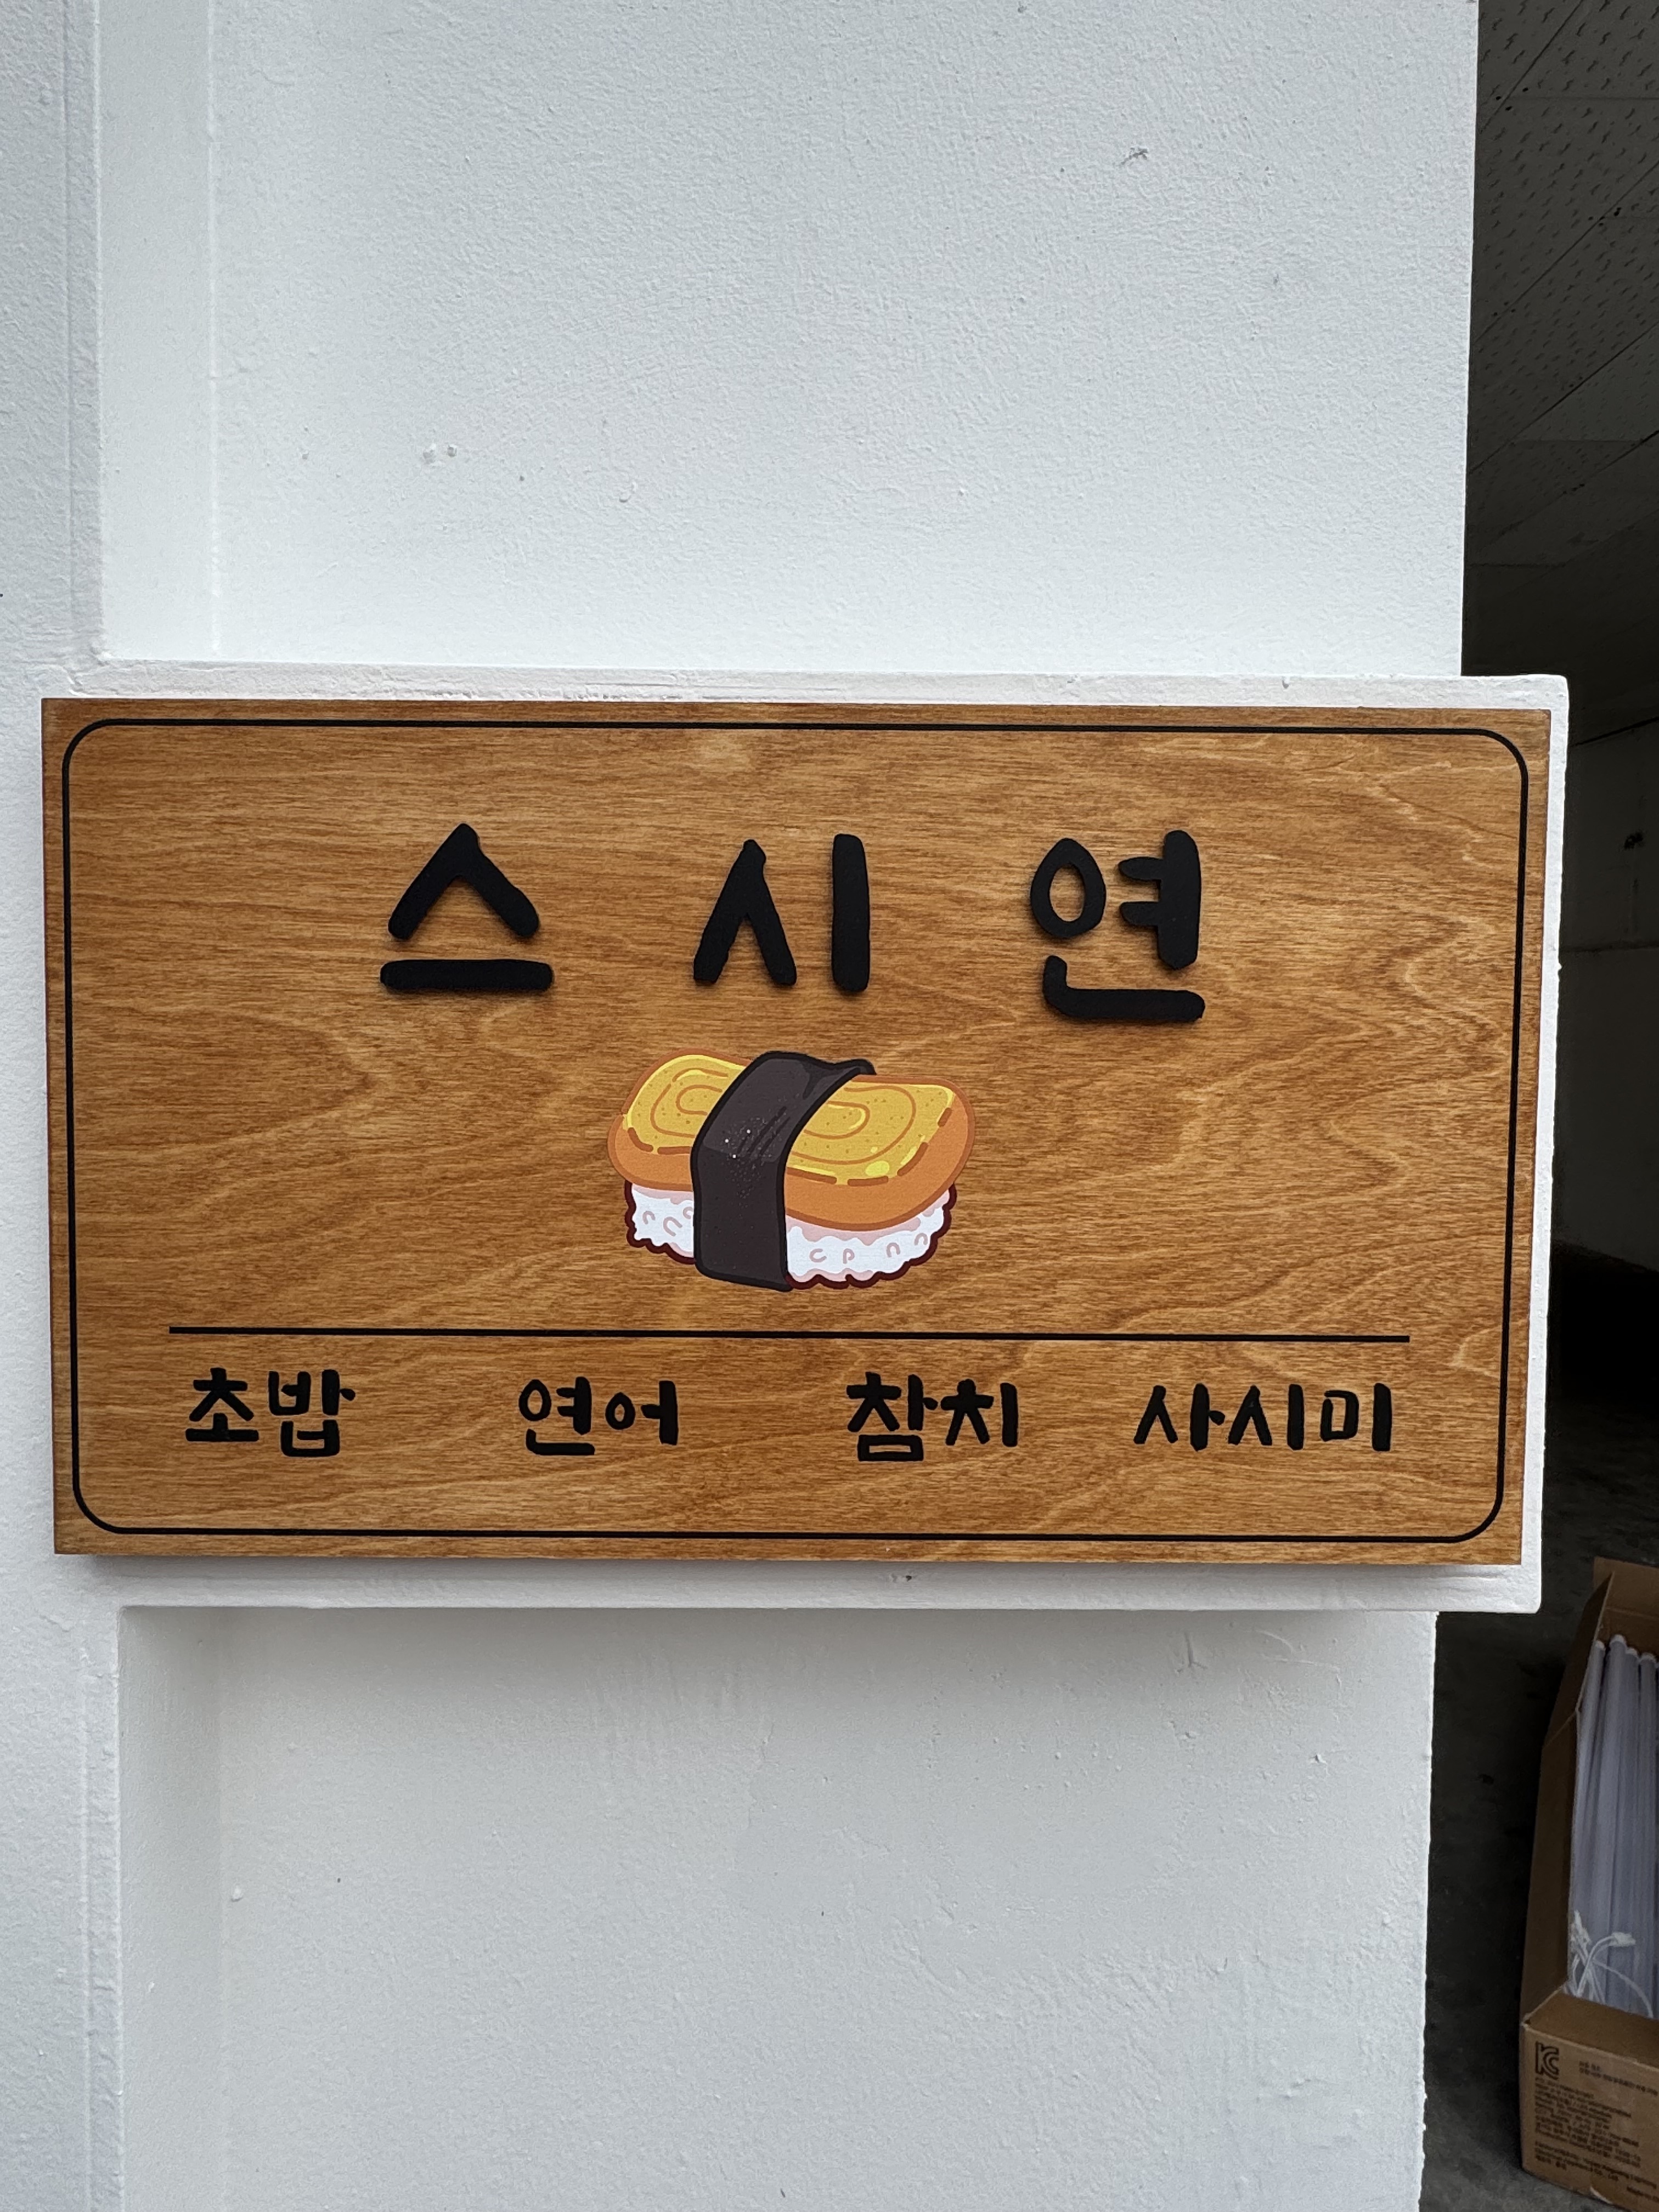 스시연
초밥 연어 참치 사시미